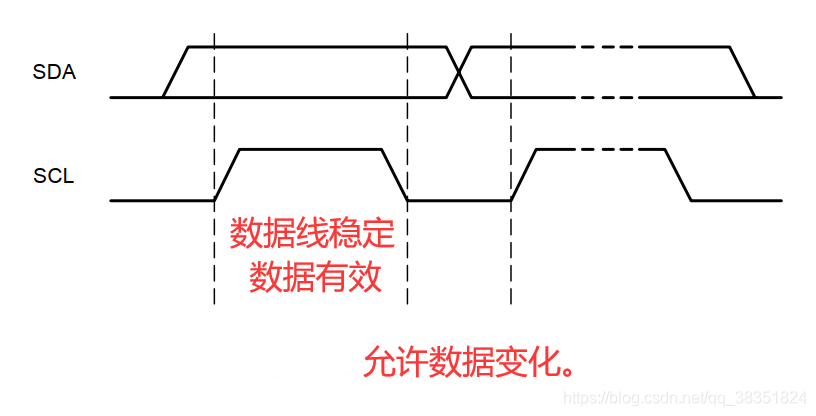 SDA
SCL
数据线稳定
数据有效
允许数据变化。
https://blog.csdn.net/qq_38351824